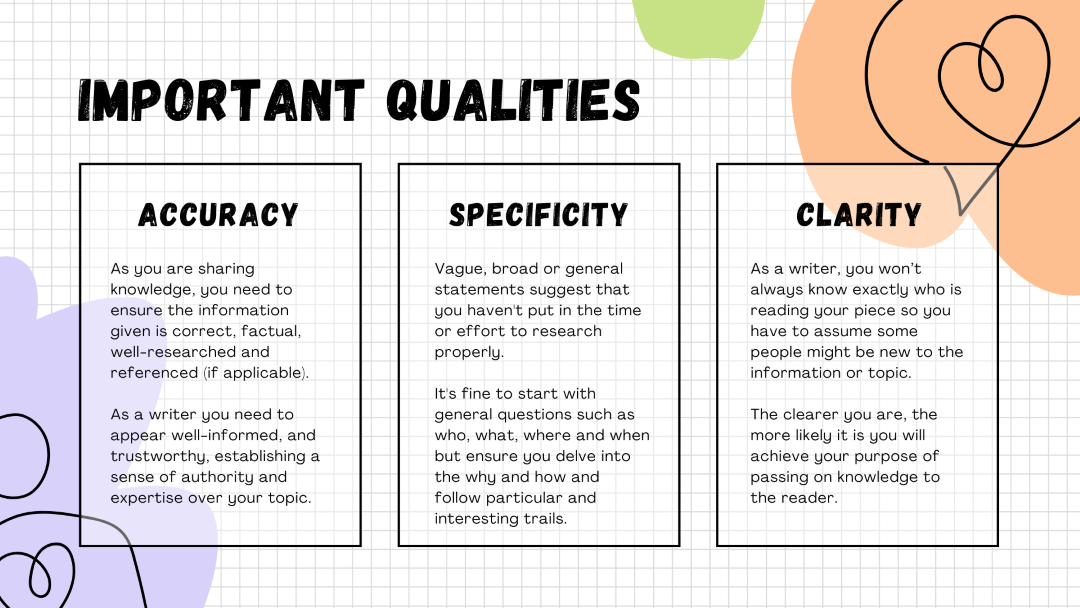 IMPORTANT QUALITIES
ACCURACY
As you are sharing
knowledge, you need to
ensure the information
given is correct, factual,
well-researched and
referenced (if applicable).
As a writer you need to
appear well-informed, and
trustworthy, establishing a
sense of authority and
expertise over your topic.
SPECIFICITY
Vague, broad or general
statements suggest that
you haven't put in the time
or effort to research
properly.
It's fine to start with
general questions such as
who, what, where and when
but ensure you delve into
the why and how and
follow particular and
interesting trails.
CLARITY
As a writer, you won’t
always know exactly who is
reading your piece so you
have to assume some
people might be new to the
information or topic.
The clearer you are, the
more likely it is you will
achieve your purpose of
passing on knowledge to
the reader.